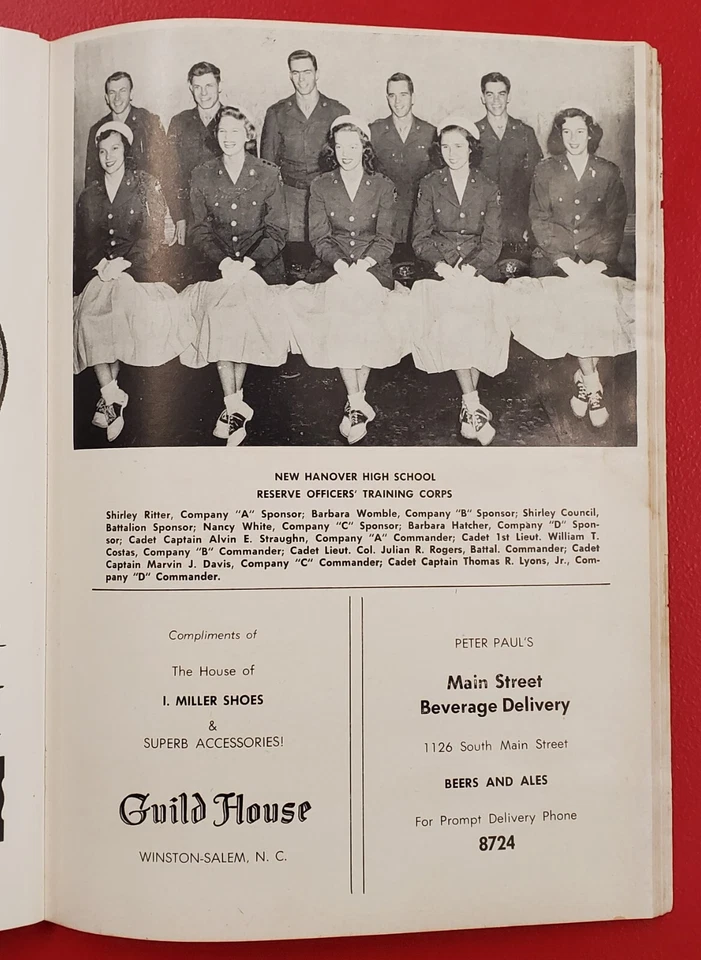 NEW HANOVER HIGH SCHOOL
RESERVE OFFICERS' TRAINING CORPS
Shirley Ritter, Company "A" Sponsor; Barbara Womble, Company "B" Sponsor; Shirley Council,
Battalion Sponsor; Nancy White, Company "C" Sponsor; Barbara Hatcher, Company "D" Spon-
sor; Cadet Captain Alvin E. Straughn, Company "A" Commander; Cadet 1st Lieut. William T.
Costas, Company "B" Commander; Cadet Lieut. Col. Julian R. Rogers, Battal. Commander; Cadet
Captain Marvin J. Davis, Company "C" Commander; Cadet Captain Thomas R. Lyons, Jr., Com-
pany "D" Commander.
Compliments of
The House of
I. MILLER SHOES
&
SUPERB ACCESSORIES!
Guild House
WINSTON-SALEM, N. C.
PETER PAUL'S
Main Street
Beverage Delivery
1126 South Main Street
BEERS AND ALES
For Prompt Delivery Phone
8724